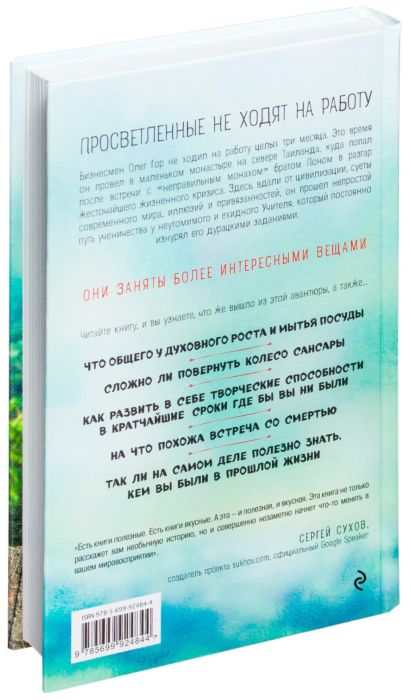 ПРОСВЕТЛЕННЫЕ НЕ ХОДЯТ НА РАБОТУ
Бизнесмен Олег Гор не ходил на работу целых три месяца. Это время
он провел в маленьком монастыре на севере Таиланда, куда попал
после встречи с «неправильным монахом» братом Поном в разгар
жесточайшего жизненного кризиса. Здесь, вдали от цивилизации, суеты
современного мира, иллюзий и привязанностей, он прошел непростой
путь ученичества у неутомимого и ехидного Учителя, который постоянно
изнурял его дурацкими заданиями.
ОНИ ЗАНЯТЫ БОЛЕЕ ИНТЕРЕСНЫМИ ВЕЩАМИ
Читайте книгу, и вы узнаете, что же вышло из этой авантюры, а также...
ЧТО ОБЩЕГО У ДУХОВНОГО РОСТА И МЫТЬЯ ПОСУДЫ
СЛОЖНО ЛИ ПОВЕРНУТЬ КОЛЕСО САНСАРЫ
КАК РАЗВИТЬ В СЕБЕ ТВОРЧЕСКИЕ СПОСОБНОСТИ
В КРАТЧАЙШИЕ СРОКИ ГДЕ БЫ ВЫ НИ БЫЛИ
НА ЧТО ПОХОЖА ВСТРЕЧА СО СМЕРТЬЮ
ТАК ЛИ НА САМОМ ДЕЛЕ ПОЛЕЗНО ЗНАТЬ,
КЕМ ВЫ БЫЛИ В ПРОШЛОЙ ЖИЗНИ
«Есть книги полезные. Есть книги вкусные. А эта – и полезная, и вкусная. Эта книга не только
расскажет вам необычную историю, но и совершенно незаметно начнет что-то менять в
вашем мировосприятии».
СЕРГЕЙ СУХОВ,
создатель проекта sukhov.com, официальный Google Speaker
ISBN 978-5-699-92484-4
9 785699 924844 >